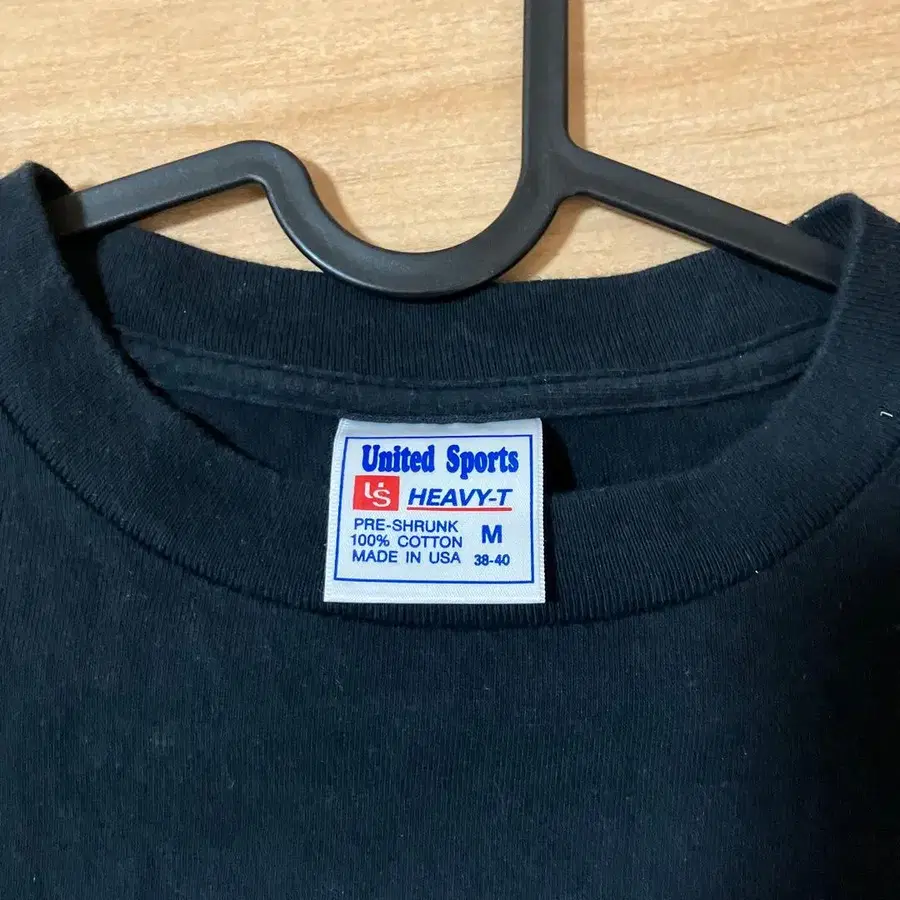 United Sports
US HEAVY-T
PRE-SHRUNK
100% COTTON M
MADE IN USA 38-40